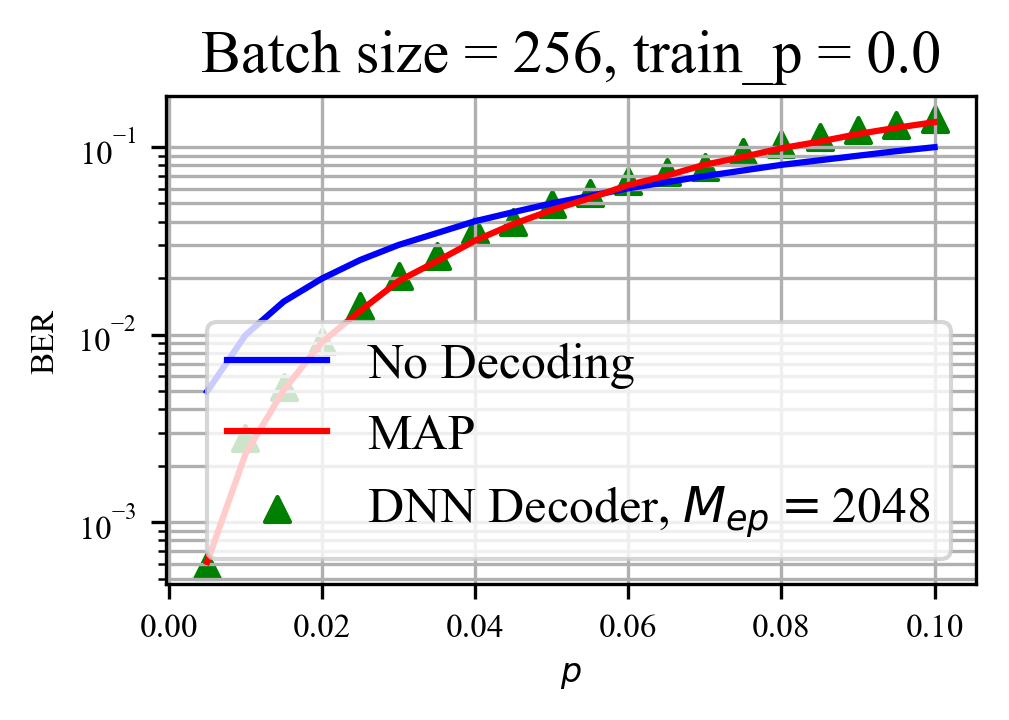 Batch size = 256, train_p = 0.0
BER
10⁻¹
10⁻²
10⁻³
No Decoding
MAP
DNN Decoder, Mₑₚ = 2048
0.00 0.02 0.04 0.06 0.08 0.10
p